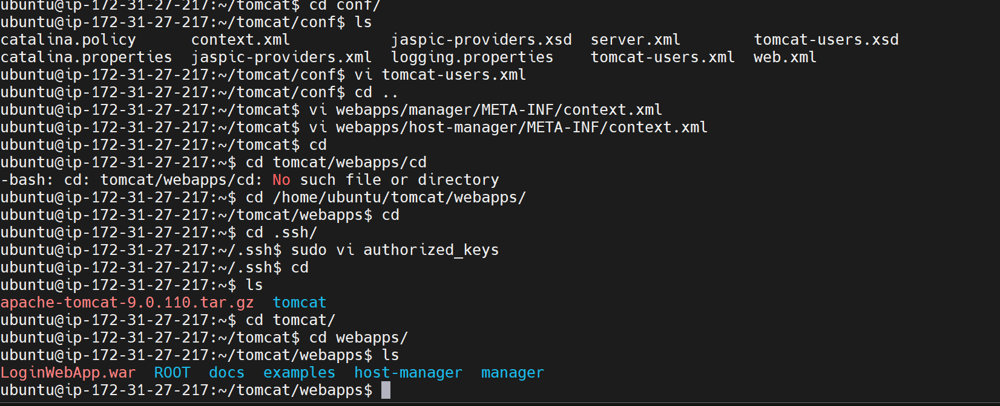 ubuntu@ip-172-31-27-217:~/tomcat$ cd conf/
ubuntu@ip-172-31-27-217:~/tomcat/conf$ ls
catalina.policy      context.xml           jaspic-providers.xsd  server.xml        tomcat-users.xsd
catalina.properties  jaspic-providers.xml  logging.properties    tomcat-users.xml  web.xml
ubuntu@ip-172-31-27-217:~/tomcat/conf$ vi tomcat-users.xml
ubuntu@ip-172-31-27-217:~/tomcat/conf$ cd ..
ubuntu@ip-172-31-27-217:~/tomcat$ vi webapps/manager/META-INF/context.xml
ubuntu@ip-172-31-27-217:~/tomcat$ vi webapps/host-manager/META-INF/context.xml
ubuntu@ip-172-31-27-217:~/tomcat$ cd
ubuntu@ip-172-31-27-217:~$ cd tomcat/webapps/cd
-bash: cd: tomcat/webapps/cd: No such file or directory
ubuntu@ip-172-31-27-217:~$ cd /home/ubuntu/tomcat/webapps/
ubuntu@ip-172-31-27-217:~/tomcat/webapps$ cd
ubuntu@ip-172-31-27-217:~$ cd .ssh/
ubuntu@ip-172-31-27-217:~/.ssh$ sudo vi authorized_keys
ubuntu@ip-172-31-27-217:~/.ssh$ cd
ubuntu@ip-172-31-27-217:~$ ls
apache-tomcat-9.0.110.tar.gz  tomcat
ubuntu@ip-172-31-27-217:~$ cd tomcat/
ubuntu@ip-172-31-27-217:~/tomcat$ cd webapps/
ubuntu@ip-172-31-27-217:~/tomcat/webapps$ ls
LoginWebApp.war  ROOT  docs  examples  host-manager  manager
ubuntu@ip-172-31-27-217:~/tomcat/webapps$